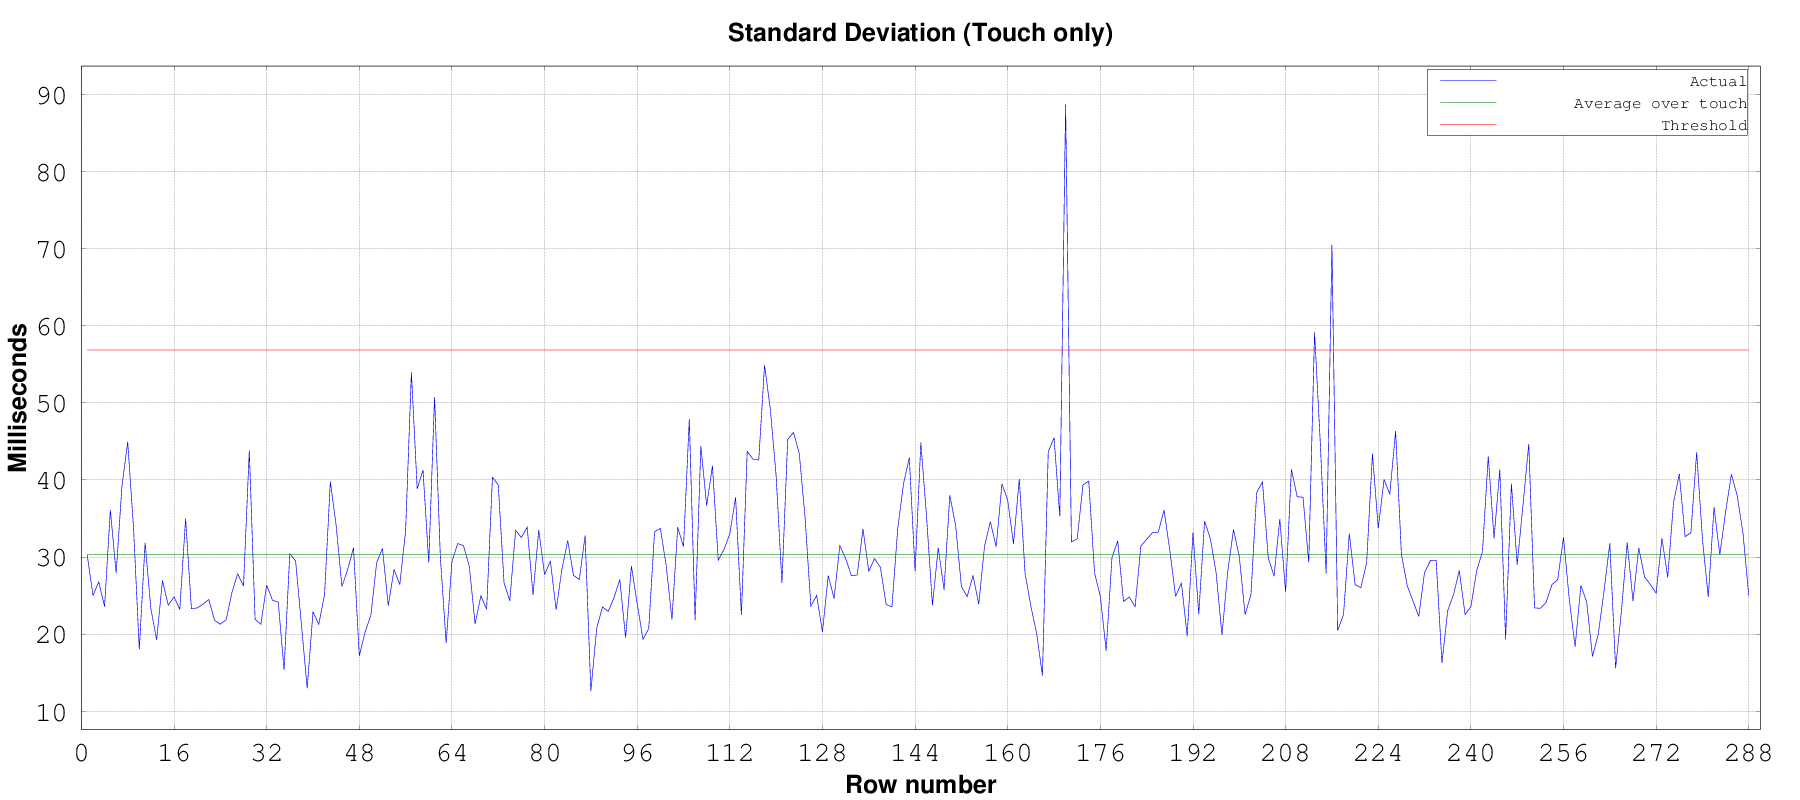 Standard Deviation (Touch only)
Actual
Average over touch
Threshold
90
80
70
60
50
40
30
20
10
Milliseconds
0 16 32 48 64 80 96 112 128 144 160 176 192 208 224 240 256 272 288
Row number